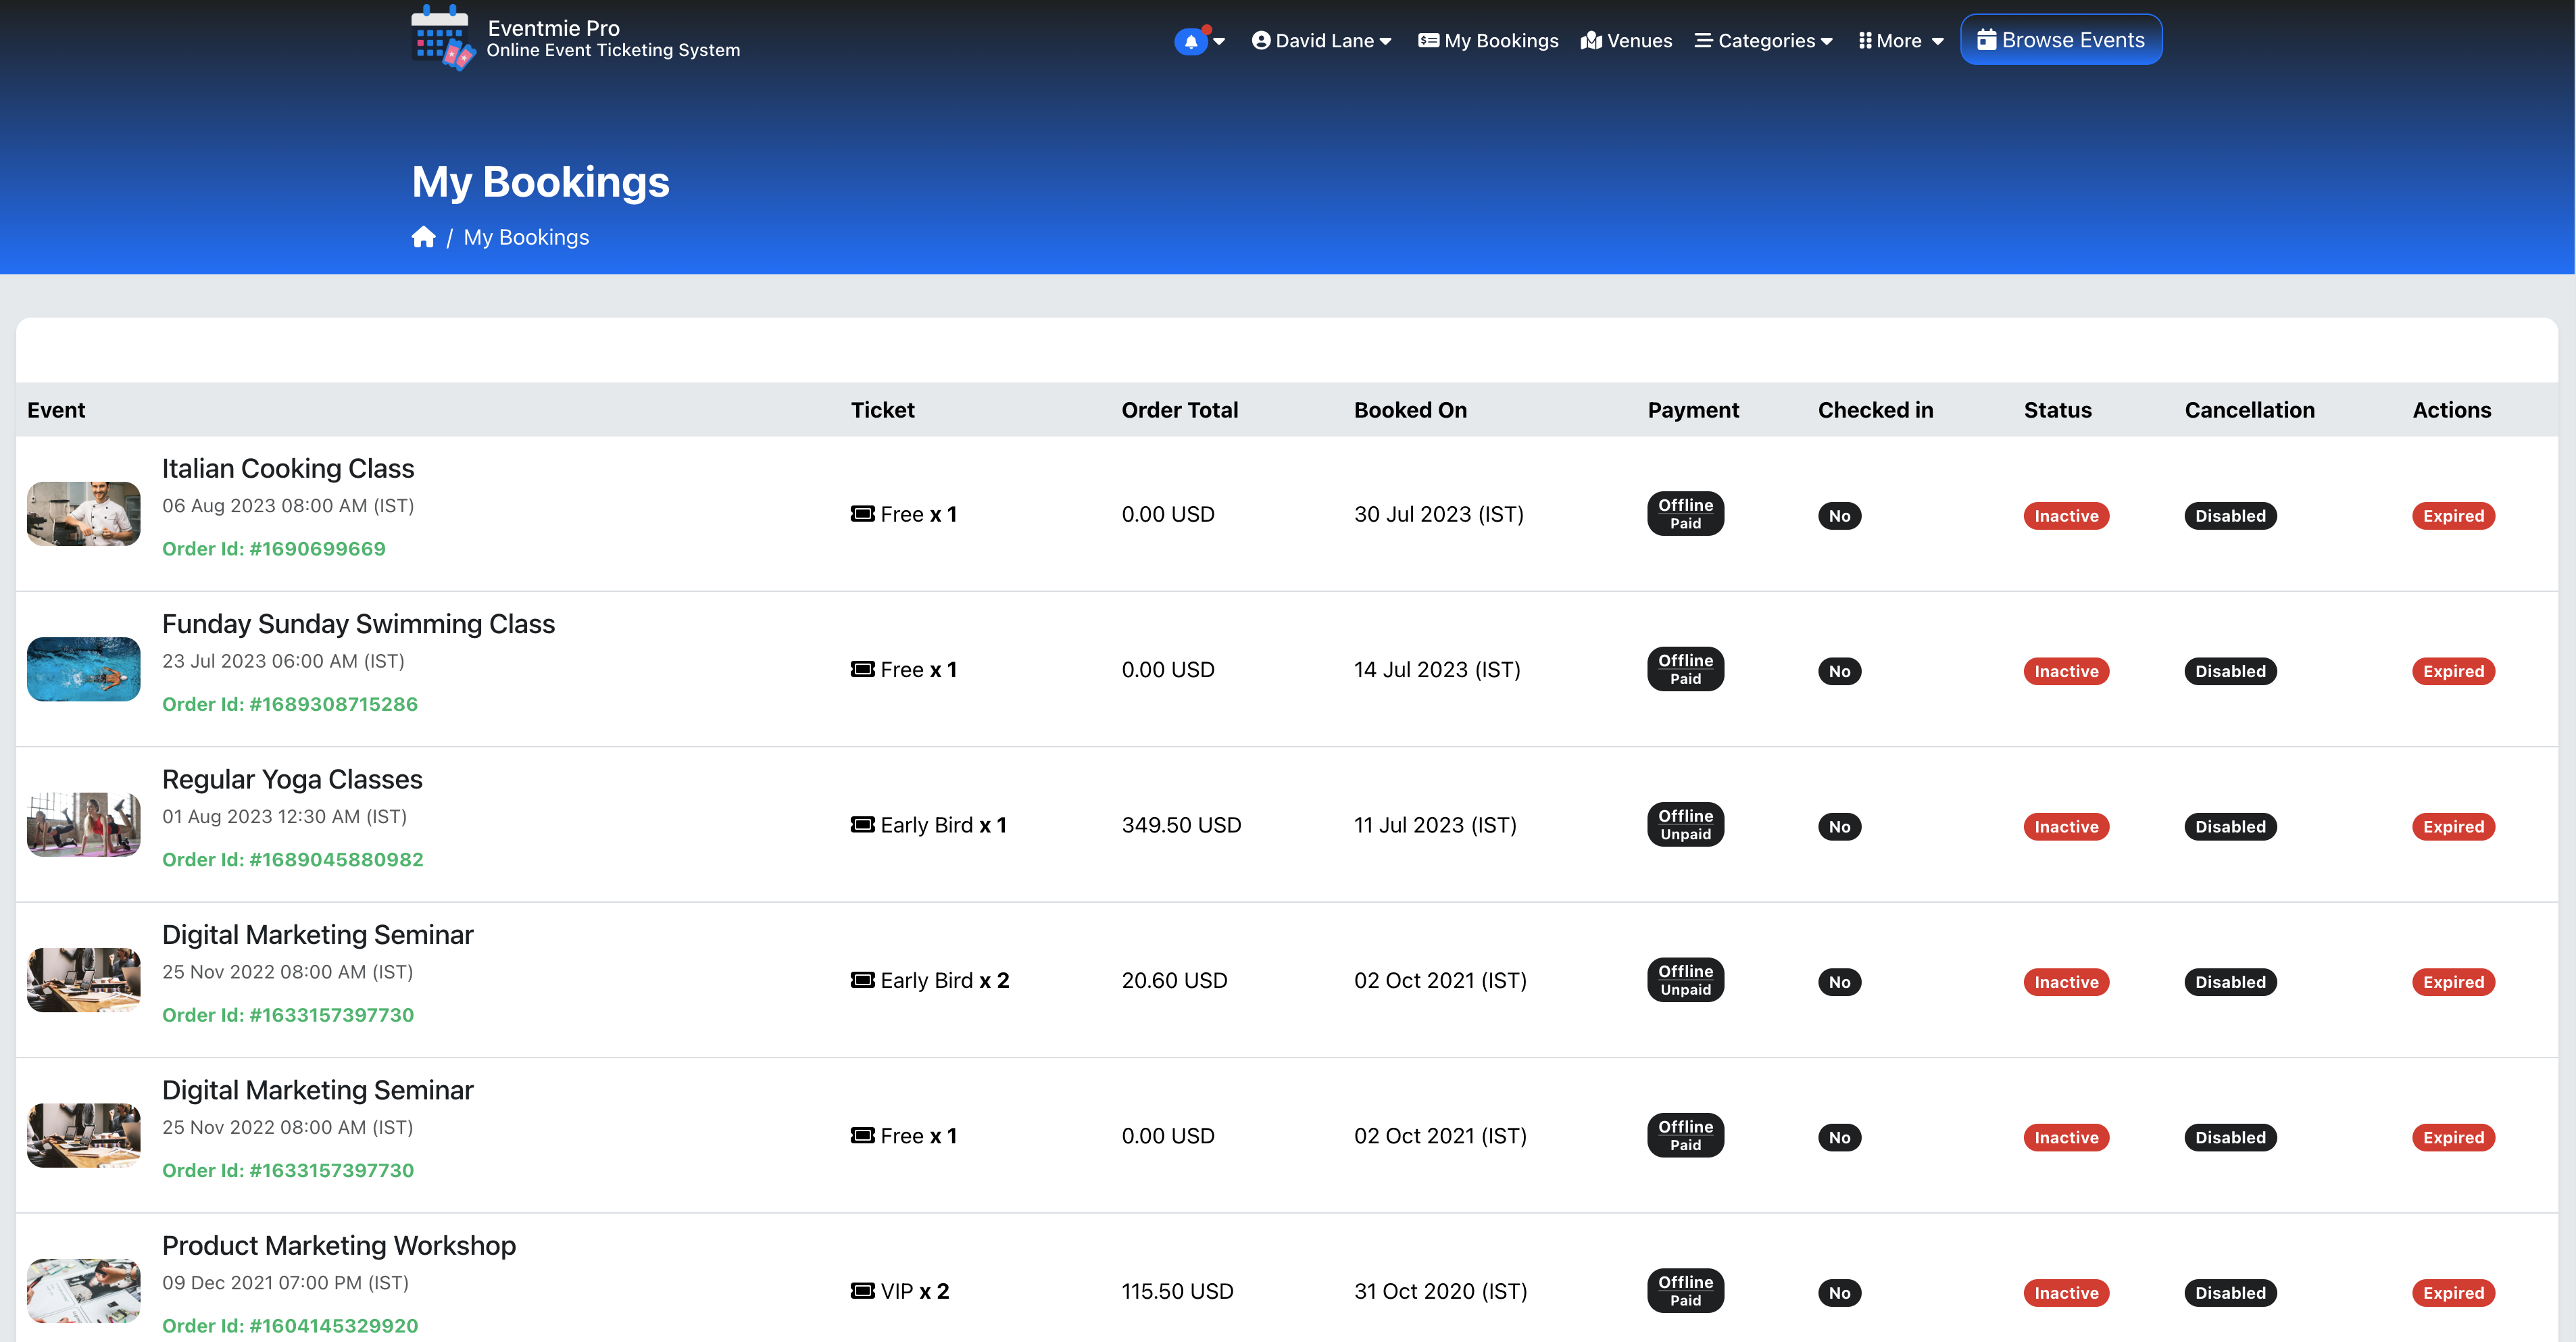 Eventmie Pro
Online Event Ticketing System
David Lane
My Bookings
Venues
Categories
More
Browse Events
My Bookings
/ My Bookings
Event Ticket Order Total Booked On Payment Checked in Status Cancellation Actions
Italian Cooking Class
06 Aug 2023 08:00 AM (IST)
Order Id: #1690699669
Free x 1
0.00 USD
30 Jul 2023 (IST)
Offline
Paid
No
Inactive
Disabled
Expired
Funday Sunday Swimming Class
23 Jul 2023 06:00 AM (IST)
Order Id: #1689308715286
Free x 1
0.00 USD
14 Jul 2023 (IST)
Offline
Paid
No
Inactive
Disabled
Expired
Regular Yoga Classes
01 Aug 2023 12:30 AM (IST)
Order Id: #1689045880982
Early Bird x 1
349.50 USD
11 Jul 2023 (IST)
Offline
Unpaid
No
Inactive
Disabled
Expired
Digital Marketing Seminar
25 Nov 2022 08:00 AM (IST)
Order Id: #1633157397730
Early Bird x 2
20.60 USD
02 Oct 2021 (IST)
Offline
Unpaid
No
Inactive
Disabled
Expired
Digital Marketing Seminar
25 Nov 2022 08:00 AM (IST)
Order Id: #1633157397730
Free x 1
0.00 USD
02 Oct 2021 (IST)
Offline
Paid
No
Inactive
Disabled
Expired
Product Marketing Workshop
09 Dec 2021 07:00 PM (IST)
Order Id: #1604145329920
VIP x 2
115.50 USD
31 Oct 2020 (IST)
Offline
Paid
No
Inactive
Disabled
Expired